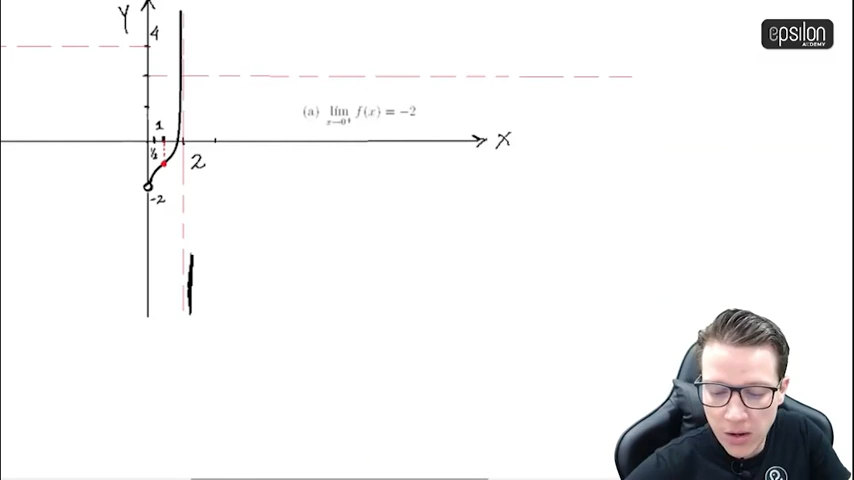 Y
4
epsilon
ACADEMY
(a) lím f(x) = −2
x→0⁺
1
X
½
2
-2